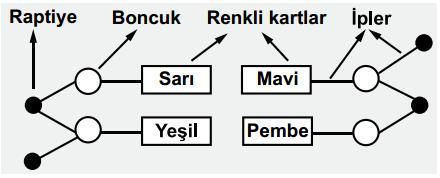 Raptiye Boncuk Renkli kartlar İpler
Sarı Mavi
Yeşil Pembe